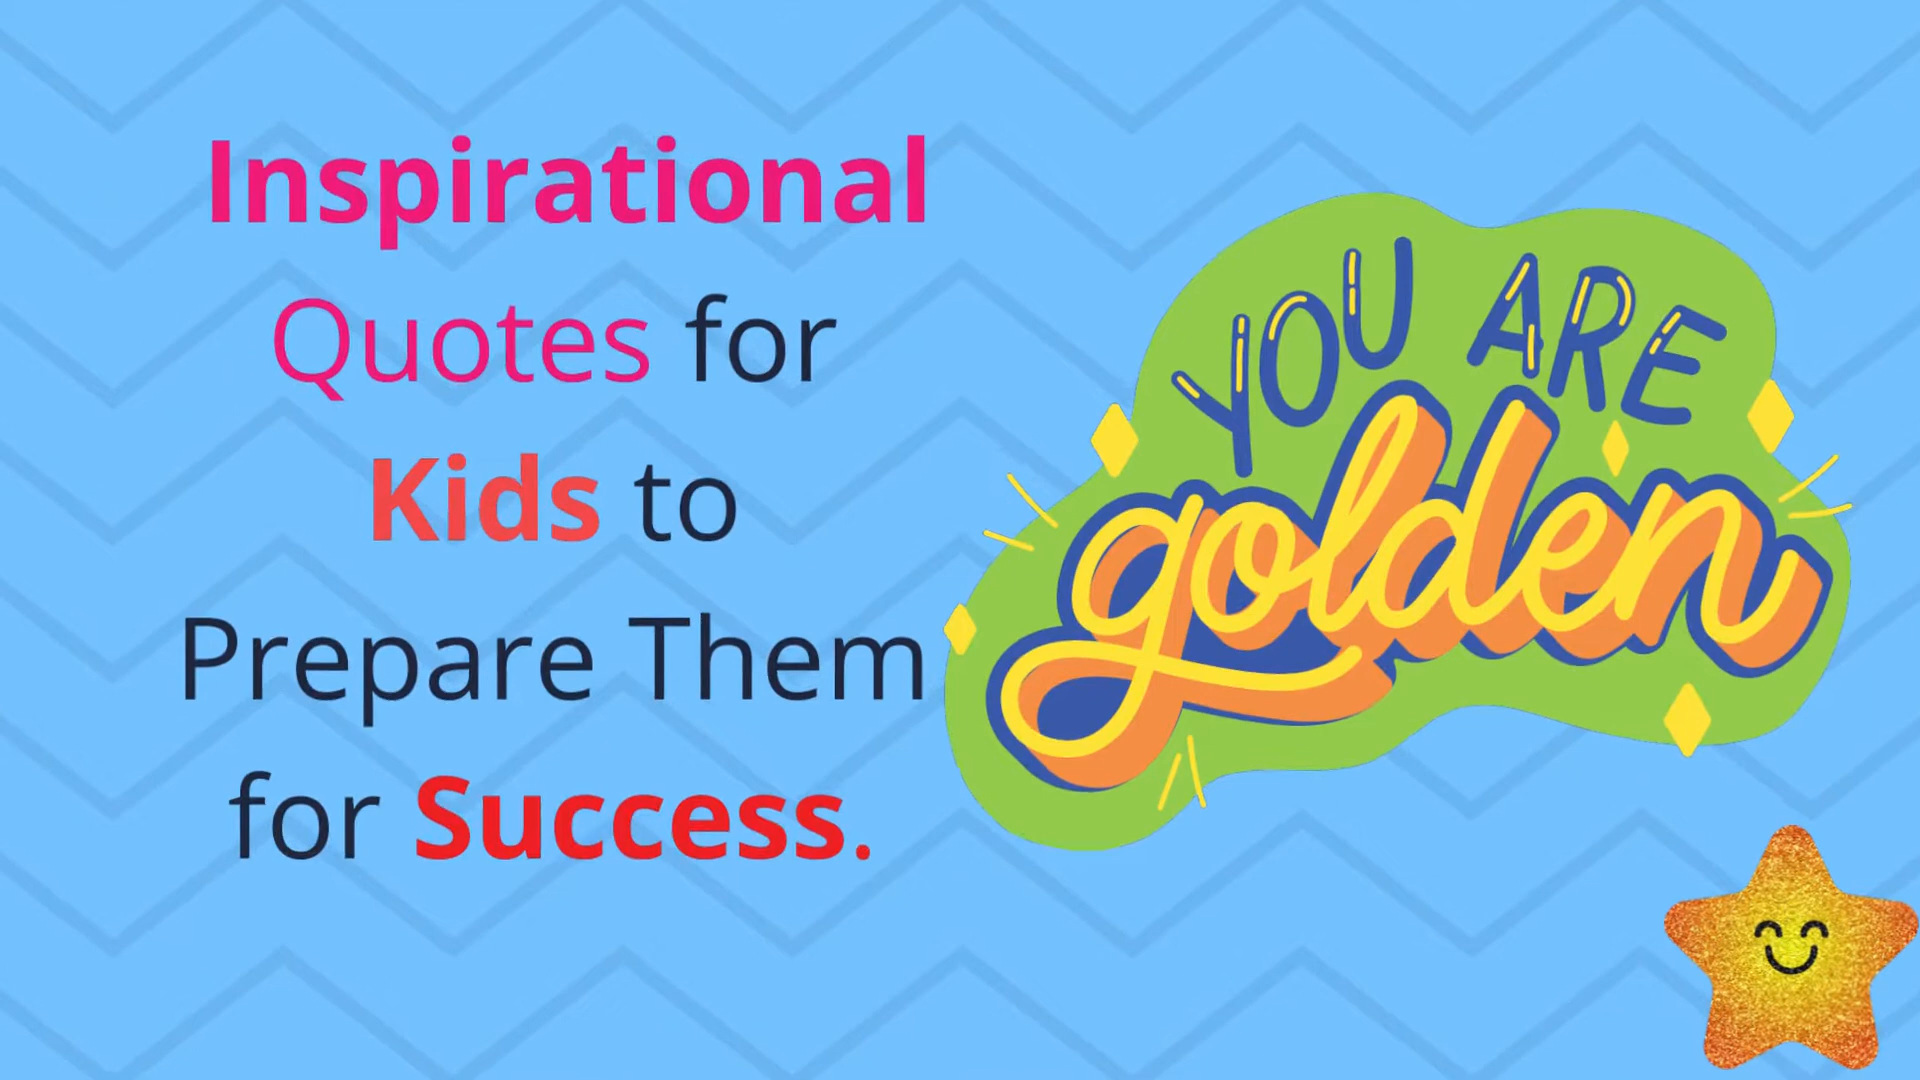 Inspirational
Quotes for
Kids to
Prepare Them
for Success.
YOU ARE
golden